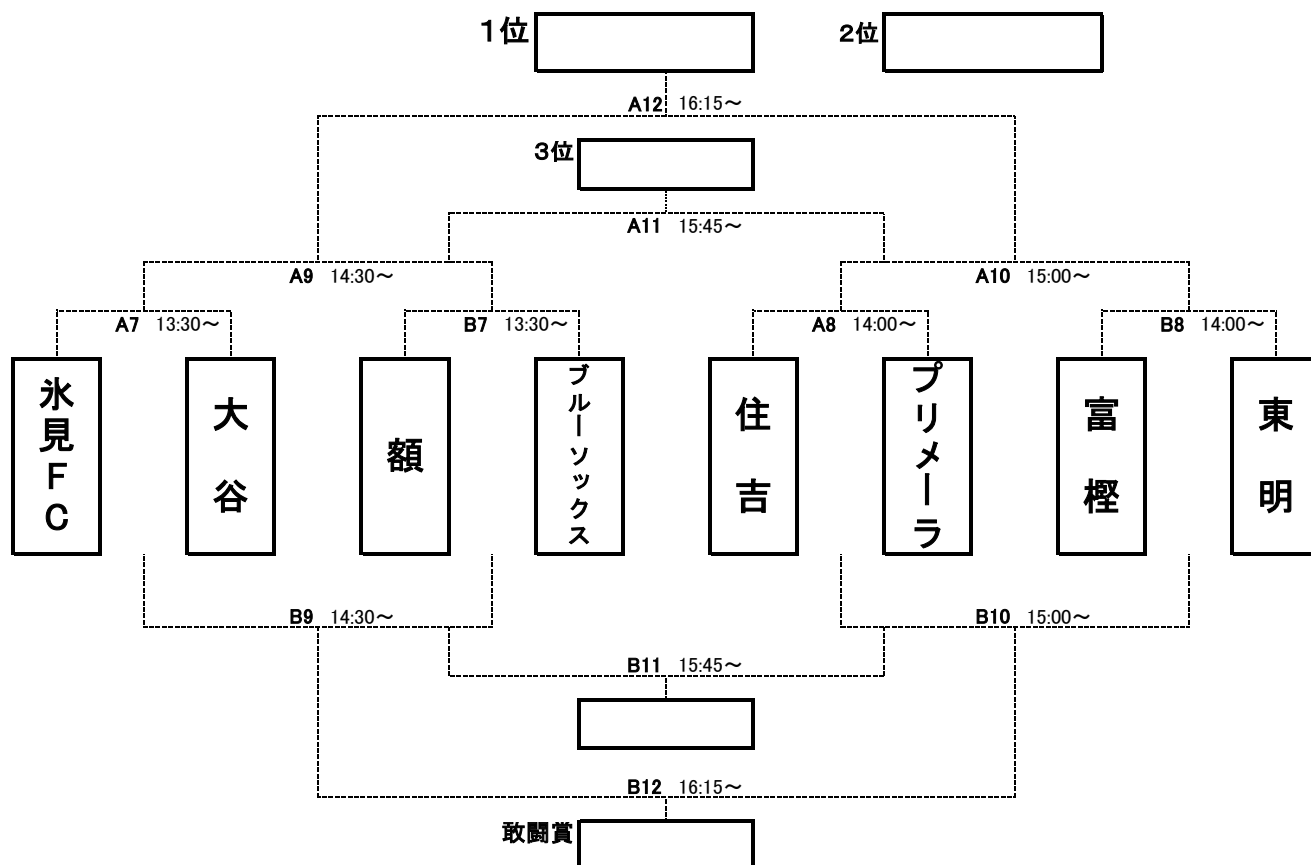 １位
２位
A12 16:15～
３位
A11 15:45～
A9 14:30～
A10 15:00～
A7 13:30～
B7 13:30～
A8 14:00～
B8 14:00～
氷見ＦＣ
大谷
額
ブルーソックス
住吉
プリメーラ
富樫
東明
B9 14:30～
B10 15:00～
B11 15:45～
B12 16:15～
敢闘賞